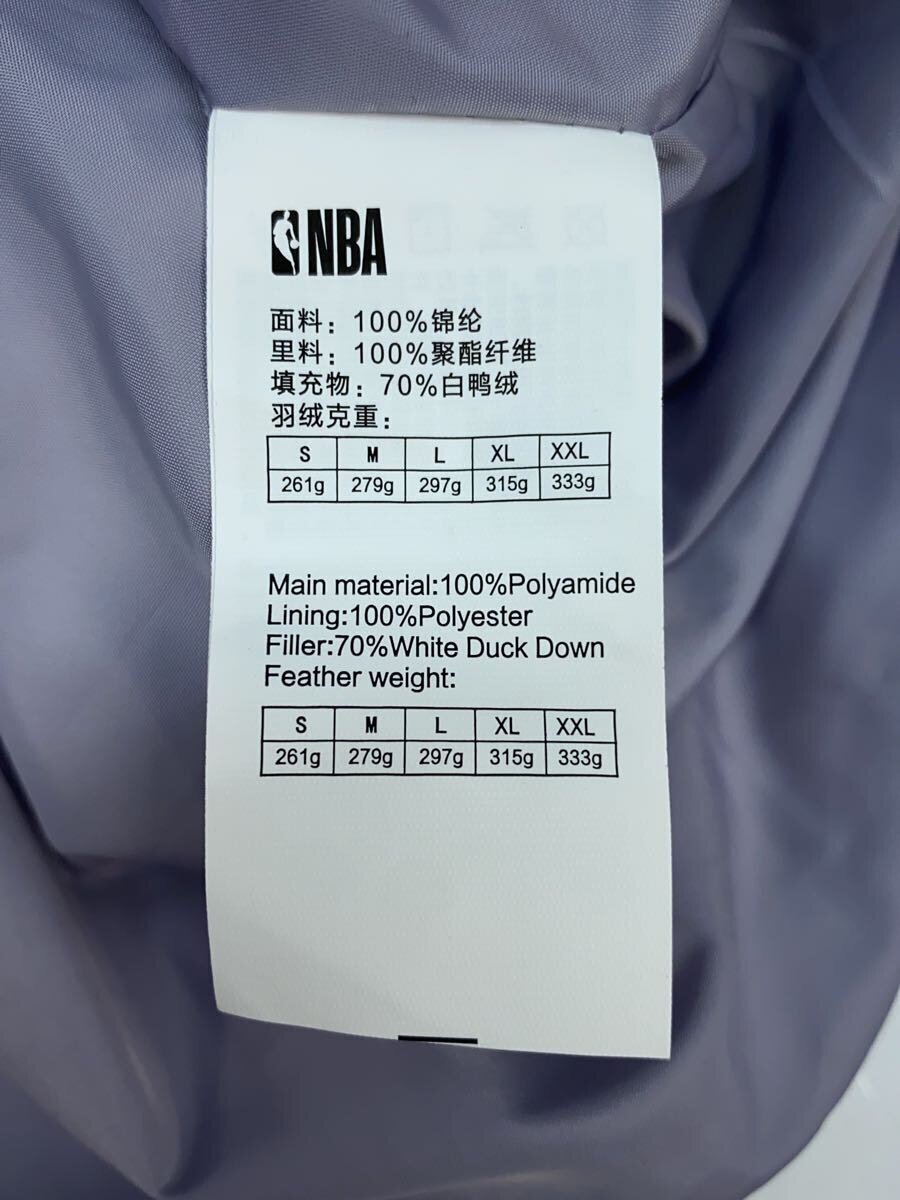 NBA
面料：100%锦纶
里料：100%聚酯纤维
填充物：70%白鸭绒
羽绒克重：
S M L XL XXL
261g 279g 297g 315g 333g
Main material:100%Polyamide
Lining:100%Polyester
Filler:70%White Duck Down
Feather weight:
S M L XL XXL
261g 279g 297g 315g 333g